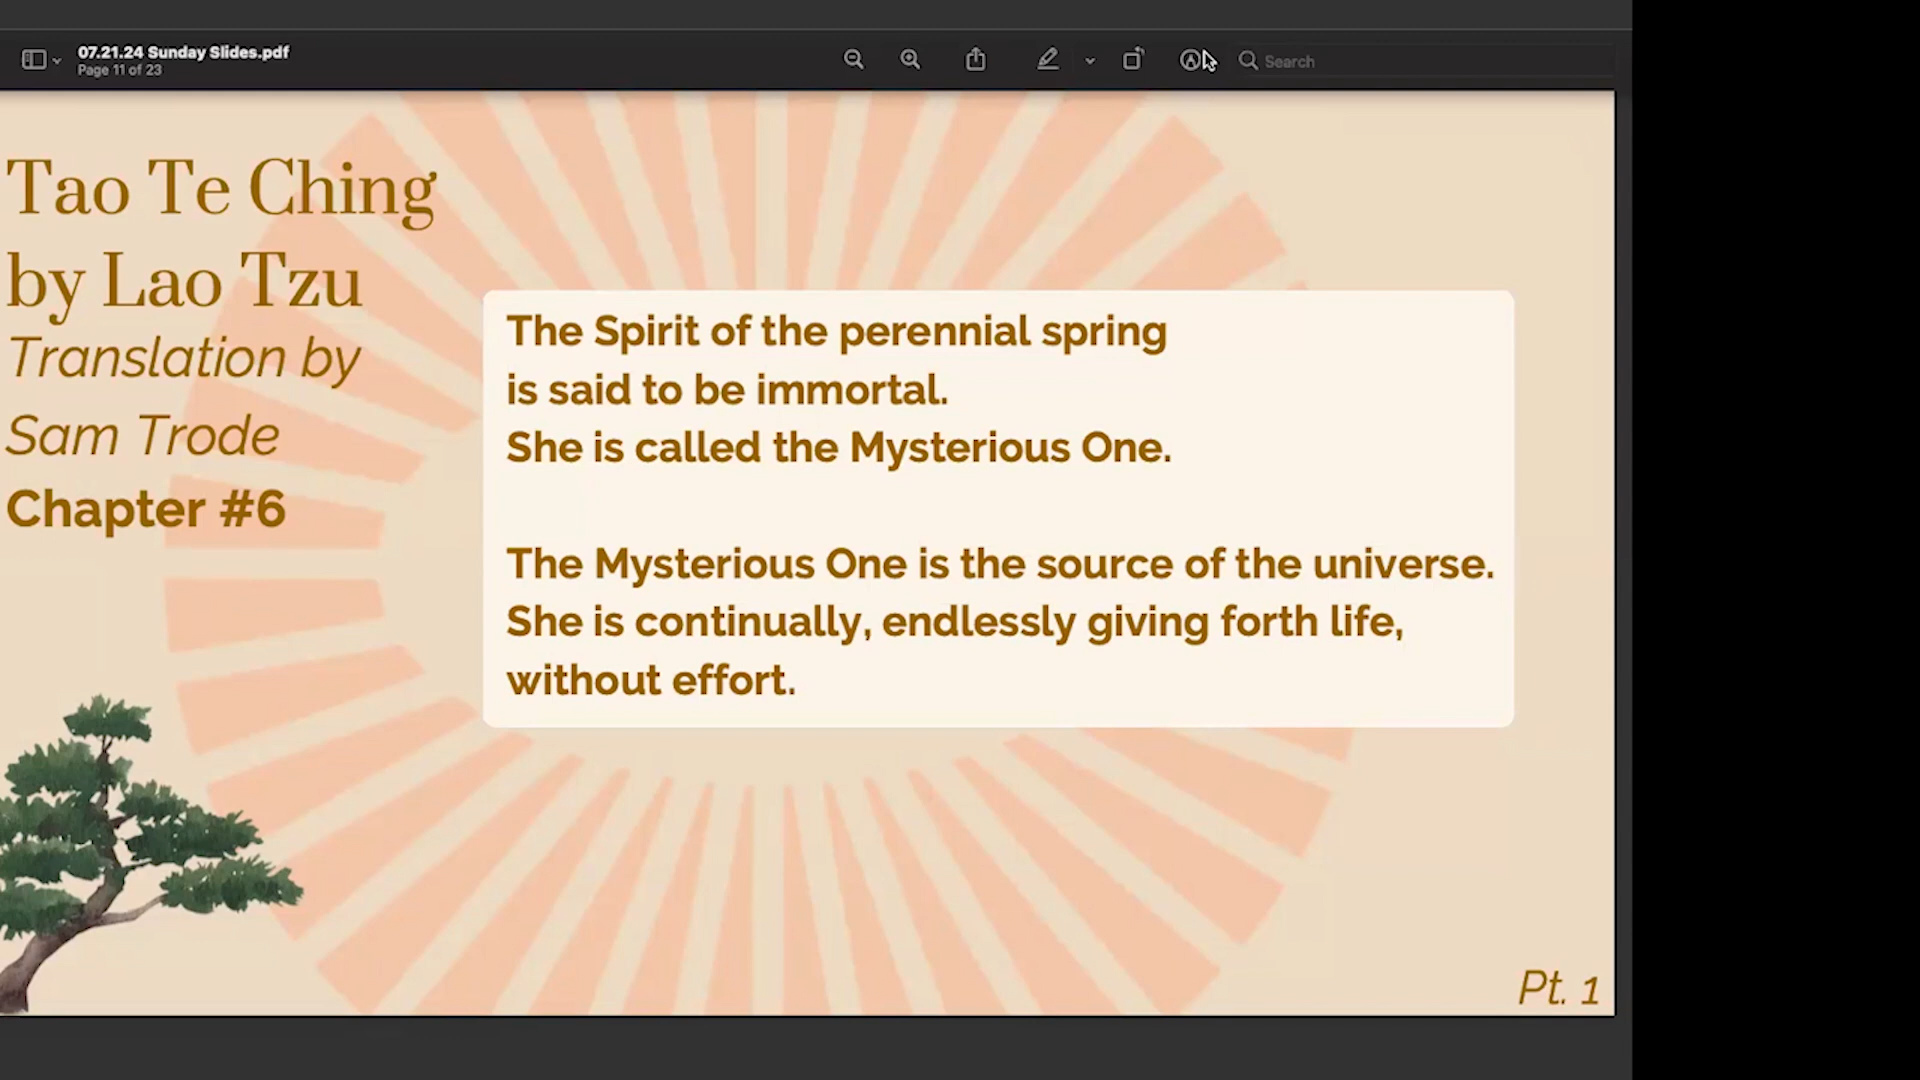 07.21.24 Sunday Slides.pdf
Page 11 of 23
Search
Tao Te Ching
by Lao Tzu
Translation by
Sam Trode
Chapter #6
The Spirit of the perennial spring
is said to be immortal.
She is called the Mysterious One.
The Mysterious One is the source of the universe.
She is continually, endlessly giving forth life,
without effort.
Pt. 1